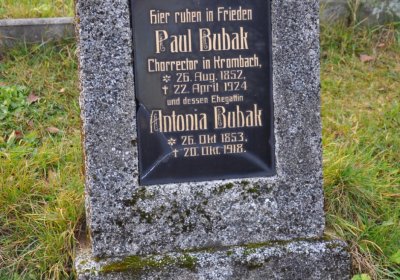 Hier ruhen in Frieden
Paul Bubak
Chorrector in Krombach,
* 26. Aug. 1852,
† 22. April 1924
und dessen Ehegattin
Antonia Bubak
* 26. Okt 1853,
† 20. Okt 1918.